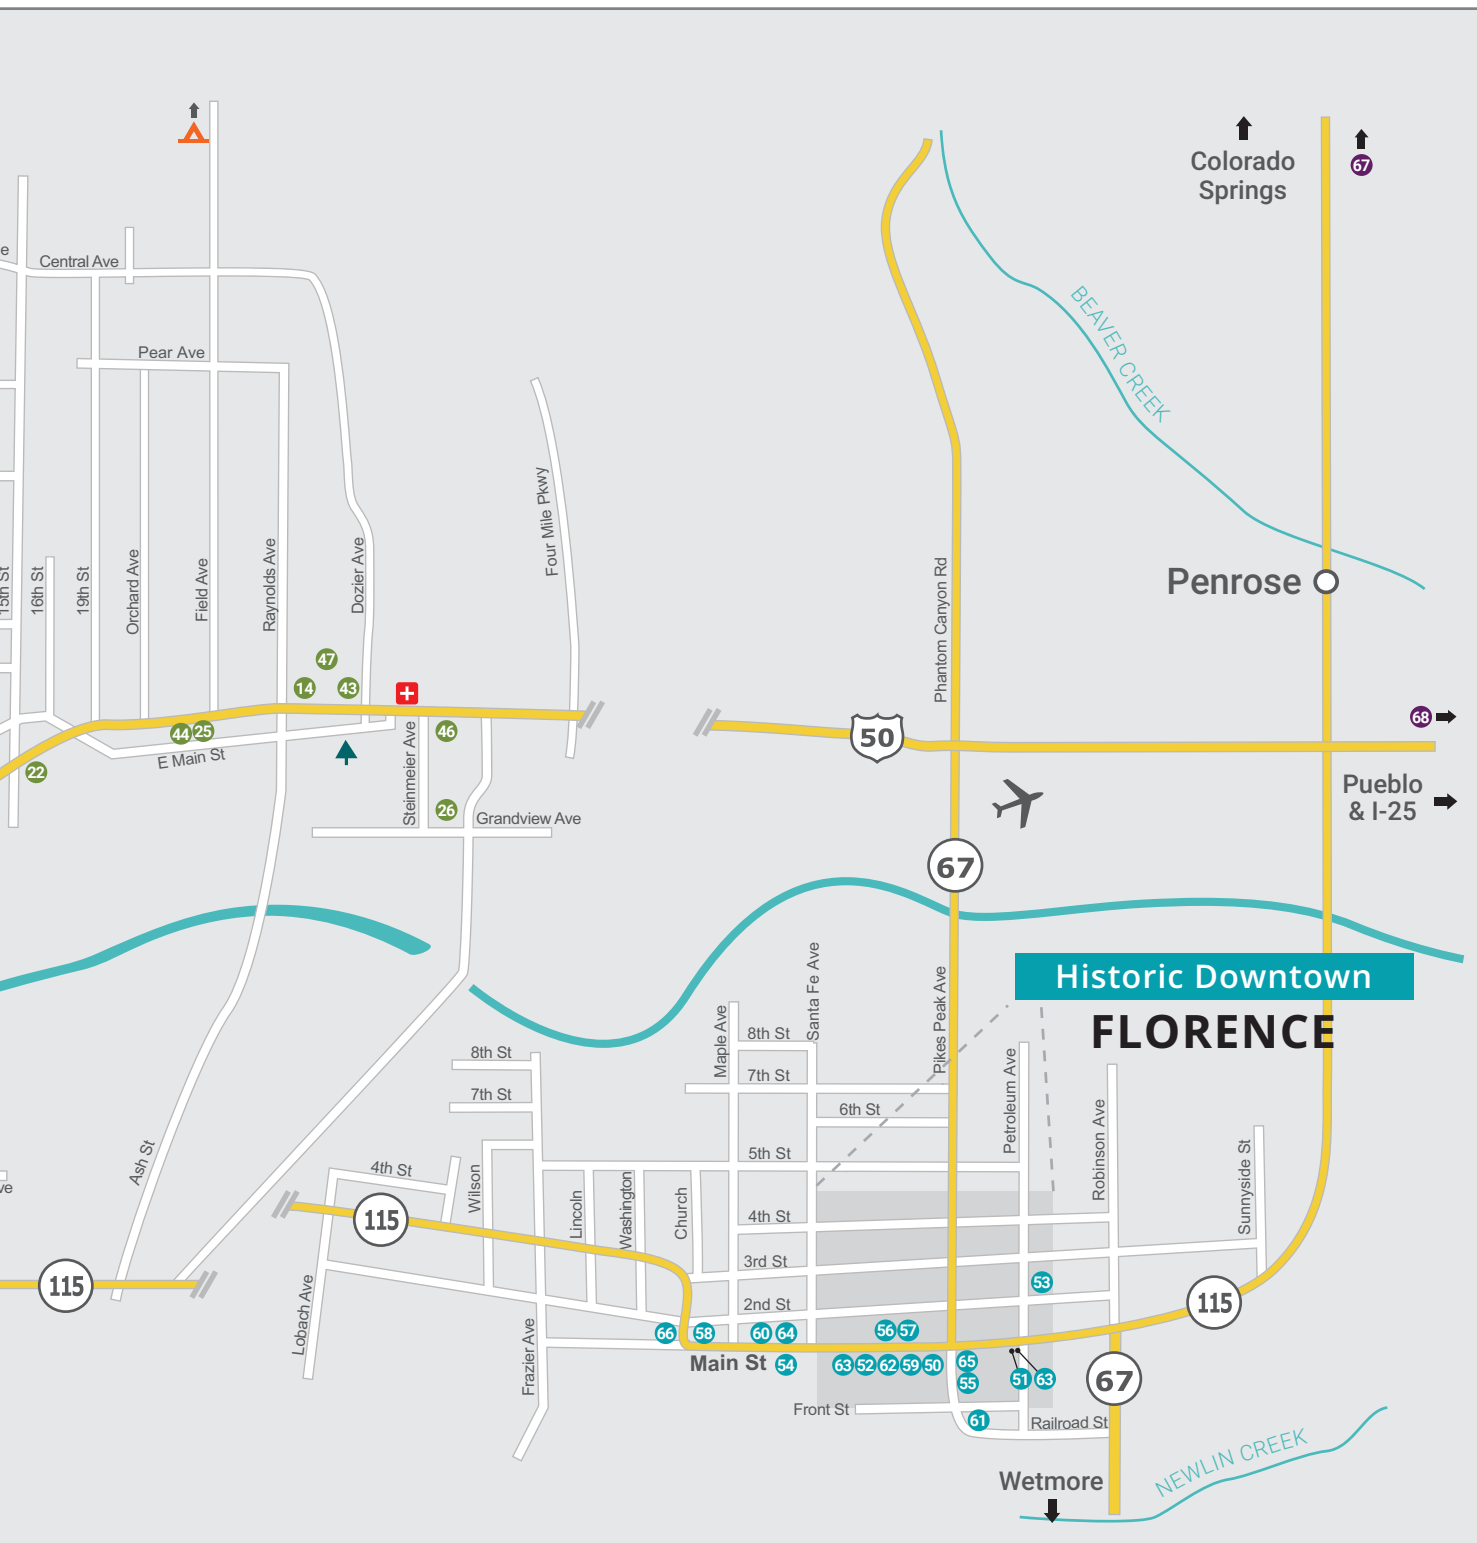 Colorado
Springs
67
e
Central Ave
BEAVER CREEK
Pear Ave
Four Mile Pkwy
15th St
16th St
19th St
Orchard Ave
Field Ave
Raynolds Ave
Dozier Ave
Phantom Canyon Rd
Penrose
47
14
43
44
25
46
22
E Main St
Steinmeier Ave
26
Grandview Ave
50
68
Pueblo
& I-25
67
Historic Downtown
FLORENCE
Maple Ave
Santa Fe Ave
Pikes Peak Ave
Petroleum Ave
Robinson Ave
Sunnyside St
8th St
8th St
7th St
7th St
6th St
5th St
4th St
4th St
3rd St
2nd St
Ash St
ve
Wilson
Lincoln
Washington
Church
115
115
115
Lobach Ave
Frazier Ave
53
66
58
60
64
56
57
Main St
54
63
52
62
59
50
65
55
51
63
67
Front St
61
Railroad St
Wetmore
NEWLIN CREEK